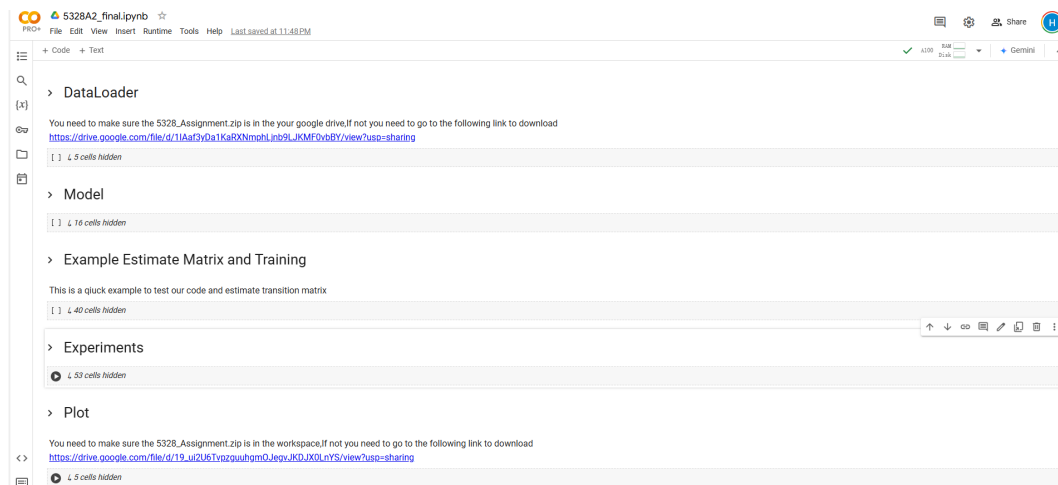 CO
PRO+
5328A2_final.ipynb
File Edit View Insert Runtime Tools Help Last saved at 11:48 PM
Share
H
+ Code + Text
A100 RAM Disk
Gemini
{x}
DataLoader
You need to make sure the 5328_Assignment.zip is in the your google drive,If not you need to go to the following link to download
https://drive.google.com/file/d/1IAaf3yDa1KaRXNmphLjnb9LJKMF0vbBY/view?usp=sharing
[ ] ↳ 5 cells hidden
Model
[ ] ↳ 16 cells hidden
Example Estimate Matrix and Training
This is a qiuck example to test our code and estimate transition matrix
[ ] ↳ 40 cells hidden
Experiments
↳ 53 cells hidden
Plot
You need to make sure the 5328_Assignment.zip is in the workspace,If not you need to go to the following link to download
https://drive.google.com/file/d/19_ui2U6TvpzguuhgmOJegvJKDJX0LnYS/view?usp=sharing
↳ 5 cells hidden